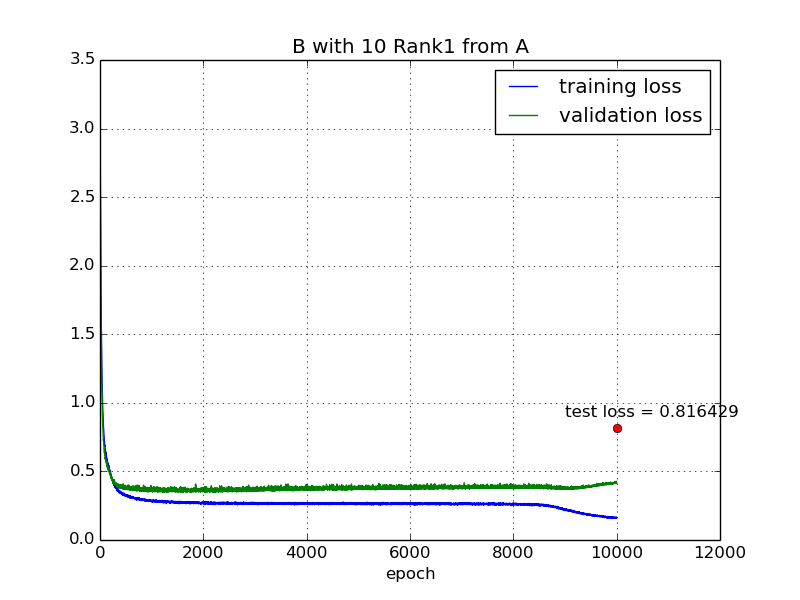 B with 10 Rank1 from A
3.5
3.0
2.5
2.0
1.5
1.0
0.5
0.0
training loss
validation loss
test loss = 0.816429
0 2000 4000 6000 8000 10000 12000
epoch